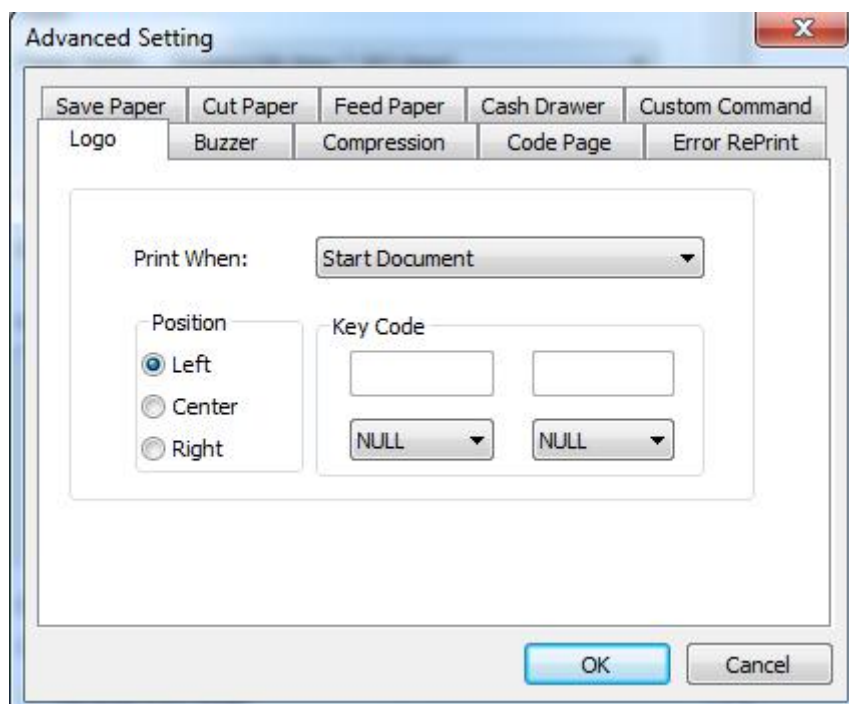 Advanced Setting
Save Paper Cut Paper Feed Paper Cash Drawer Custom Command
Logo Buzzer Compression Code Page Error RePrint
Print When: Start Document
Position
Left
Center
Right
Key Code
NULL NULL
OK Cancel